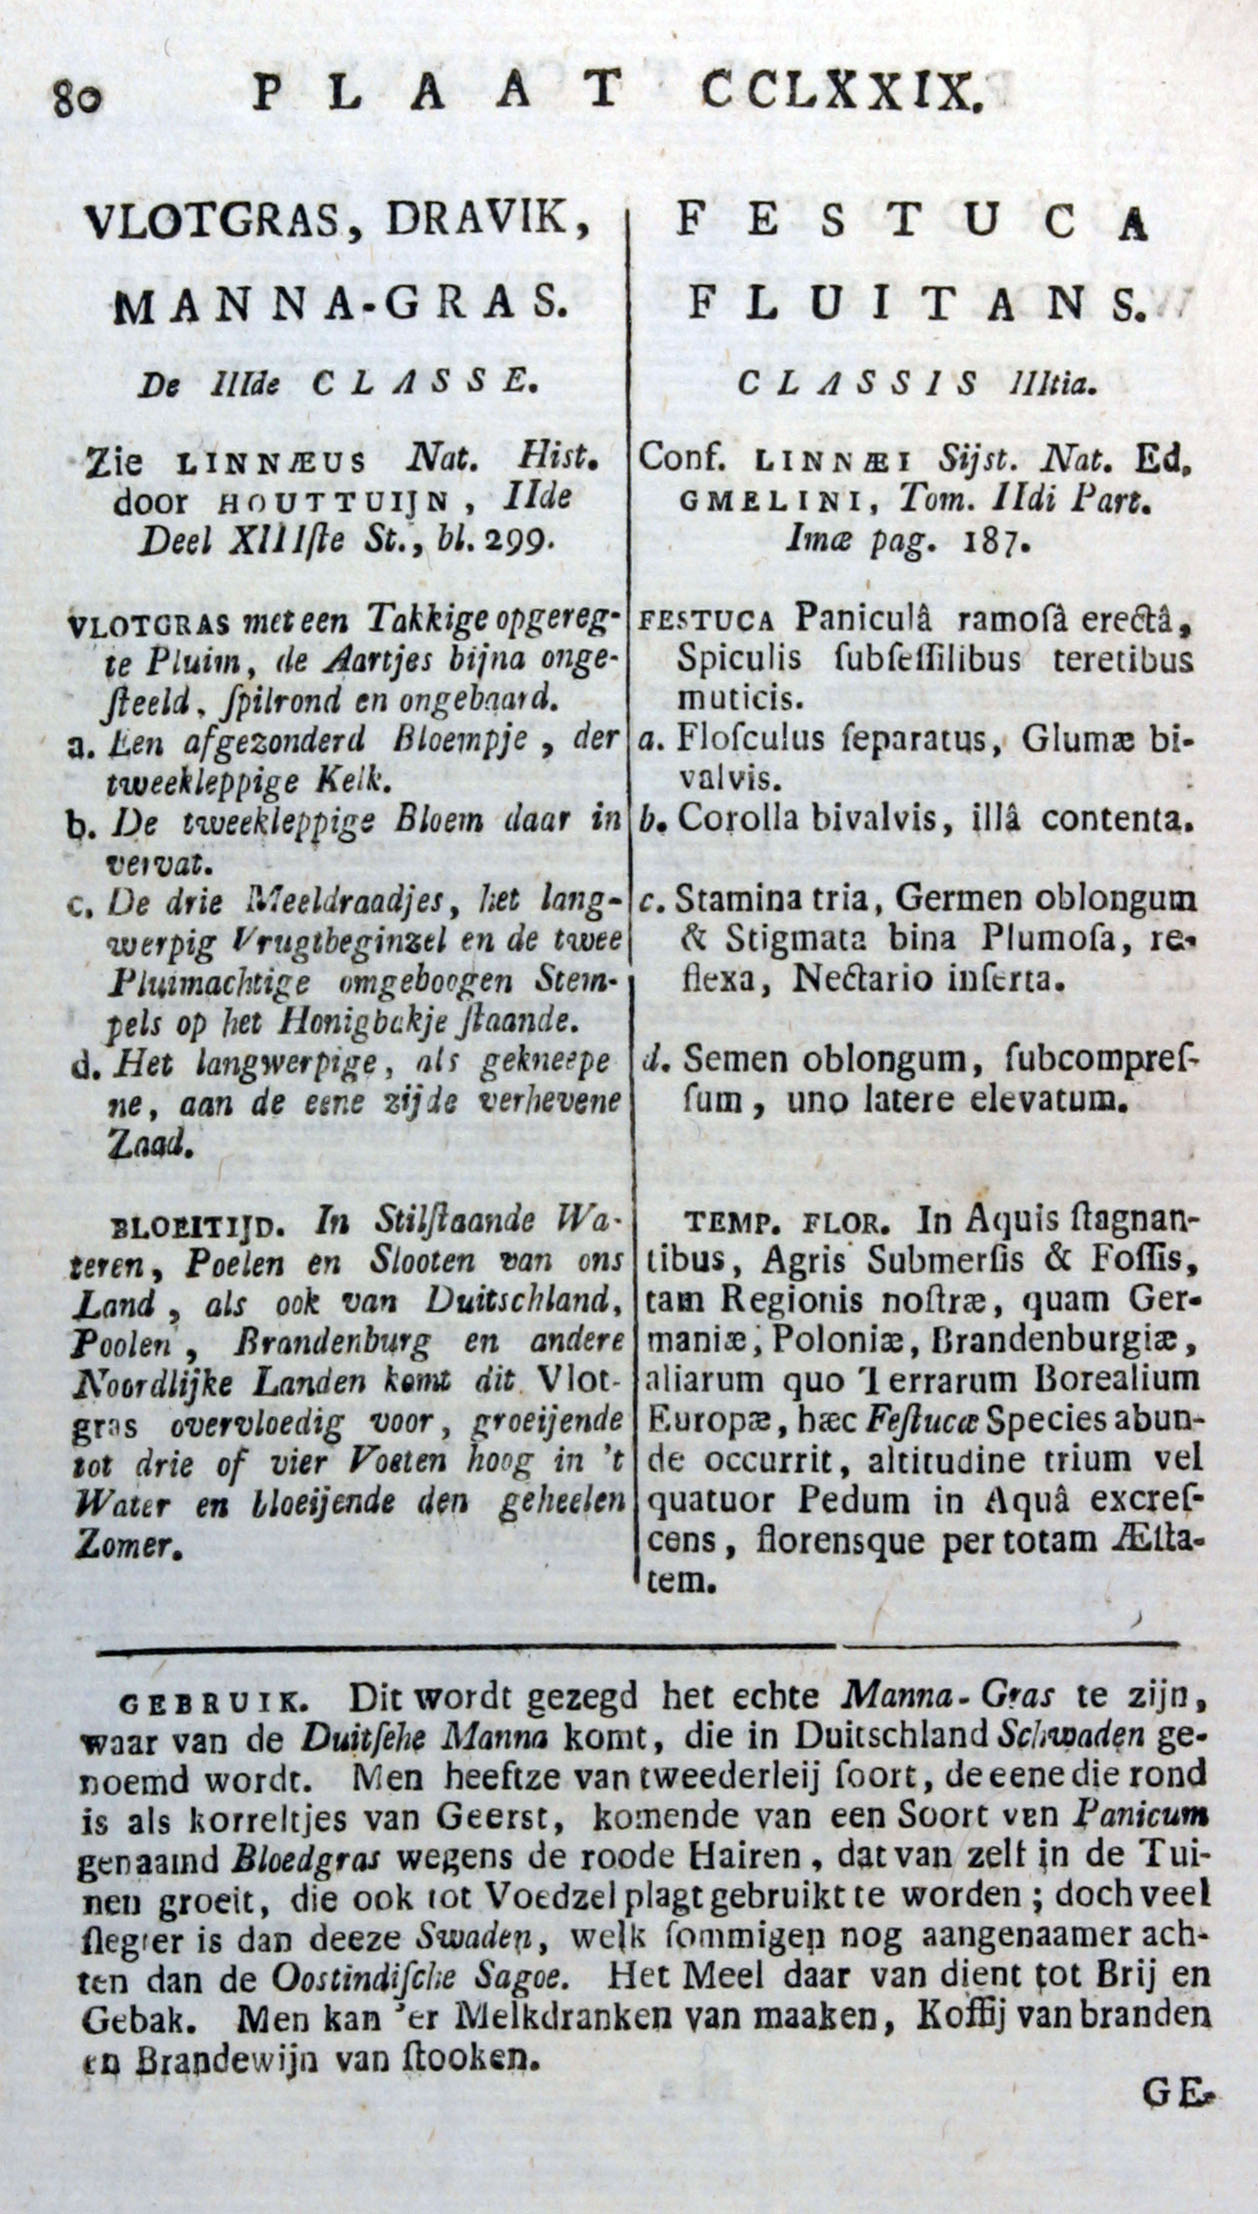 80 PLAAT CCLXXIX.
VLOTGRAS, DRAVIK,
MANNA-GRAS.
De IIIde CLASSE.
Zie LINNÆUS Nat. Hist.
door HOUTTUIJN, IIde
Deel XIIIſte St., bl. 299.
VLOTGRAS met een Takkige opgereg-
te Pluim, de Aartjes bijna onge-
ſteeld, ſpilrond en ongebaard.
a. Een afgezonderd Bloempje, der
tweekleppige Kelk.
b. De tweekleppige Bloem daar in
vervat.
c. De drie Meeldraadjes, het lang-
werpig Vrugtbeginzel en de twee
Pluimachtige omgeboogen Stem-
pels op het Honigbakje ſtaande.
d. Het langwerpige, als gekneepe
ne, aan de eene zijde verhevene
Zaad.
BLOEITIJD. In Stilſtaande Wa-
teren, Poelen en Slooten van ons
Land, als ook van Duitschland,
Poolen, Brandenburg en andere
Noordlijke Landen komt dit Vlot-
gras overvloedig voor, groeijende
tot drie of vier Voeten hoog in 't
Water en bloeijende den geheelen
Zomer.
FESTUCA
FLUITANS.
CLASSIS IIItia.
Conf. LINNÆI Sijst. Nat. Ed.
GMELINI, Tom. IIdi Part.
Imæ pag. 187.
FESTUCA Paniculâ ramoſâ erectâ,
Spiculis ſubſeſſilibus teretibus
muticis.
a. Floſculus ſeparatus, Glumæ bi-
valvis.
b. Corolla bivalvis, illâ contenta.
c. Stamina tria, Germen oblongum
& Stigmata bina Plumoſa, re-
flexa, Nectario inſerta.
d. Semen oblongum, ſubcompreſ-
ſum, uno latere elevatum.
TEMP. FLOR. In Aquis ſtagnan-
tibus, Agris Submerſis & Foſſis,
tam Regionis noſtræ, quam Ger-
maniæ, Poloniæ, Brandenburgiæ,
aliarum quo Terrarum Borealium
Europæ, hæc Feſtucæ Species abun-
de occurrit, altitudine trium vel
quatuor Pedum in Aquâ excreſ-
cens, florensque per totam Æſta-
tem.
GEBRUIK. Dit wordt gezegd het echte Manna-Gras te zijn,
waar van de Duitſehe Manna komt, die in Duitschland Schwaden ge-
noemd wordt. Men heeftze van tweederleij ſoort, de eene die rond
is als korreltjes van Geerst, komende van een Soort ven Panicum
genaamd Bloedgras wegens de roode Hairen, dat van zelf in de Tui-
nen groeit, die ook tot Voedzel plagt gebruikt te worden; doch veel
ſlegter is dan deeze Swaden, welk ſommigen nog aangenaamer ach-
ten dan de Oostindiſche Sagoe. Het Meel daar van dient tot Brij en
Gebak. Men kan 'er Melkdranken van maaken, Koffij van branden
en Brandewijn van ſtooken.
GE-